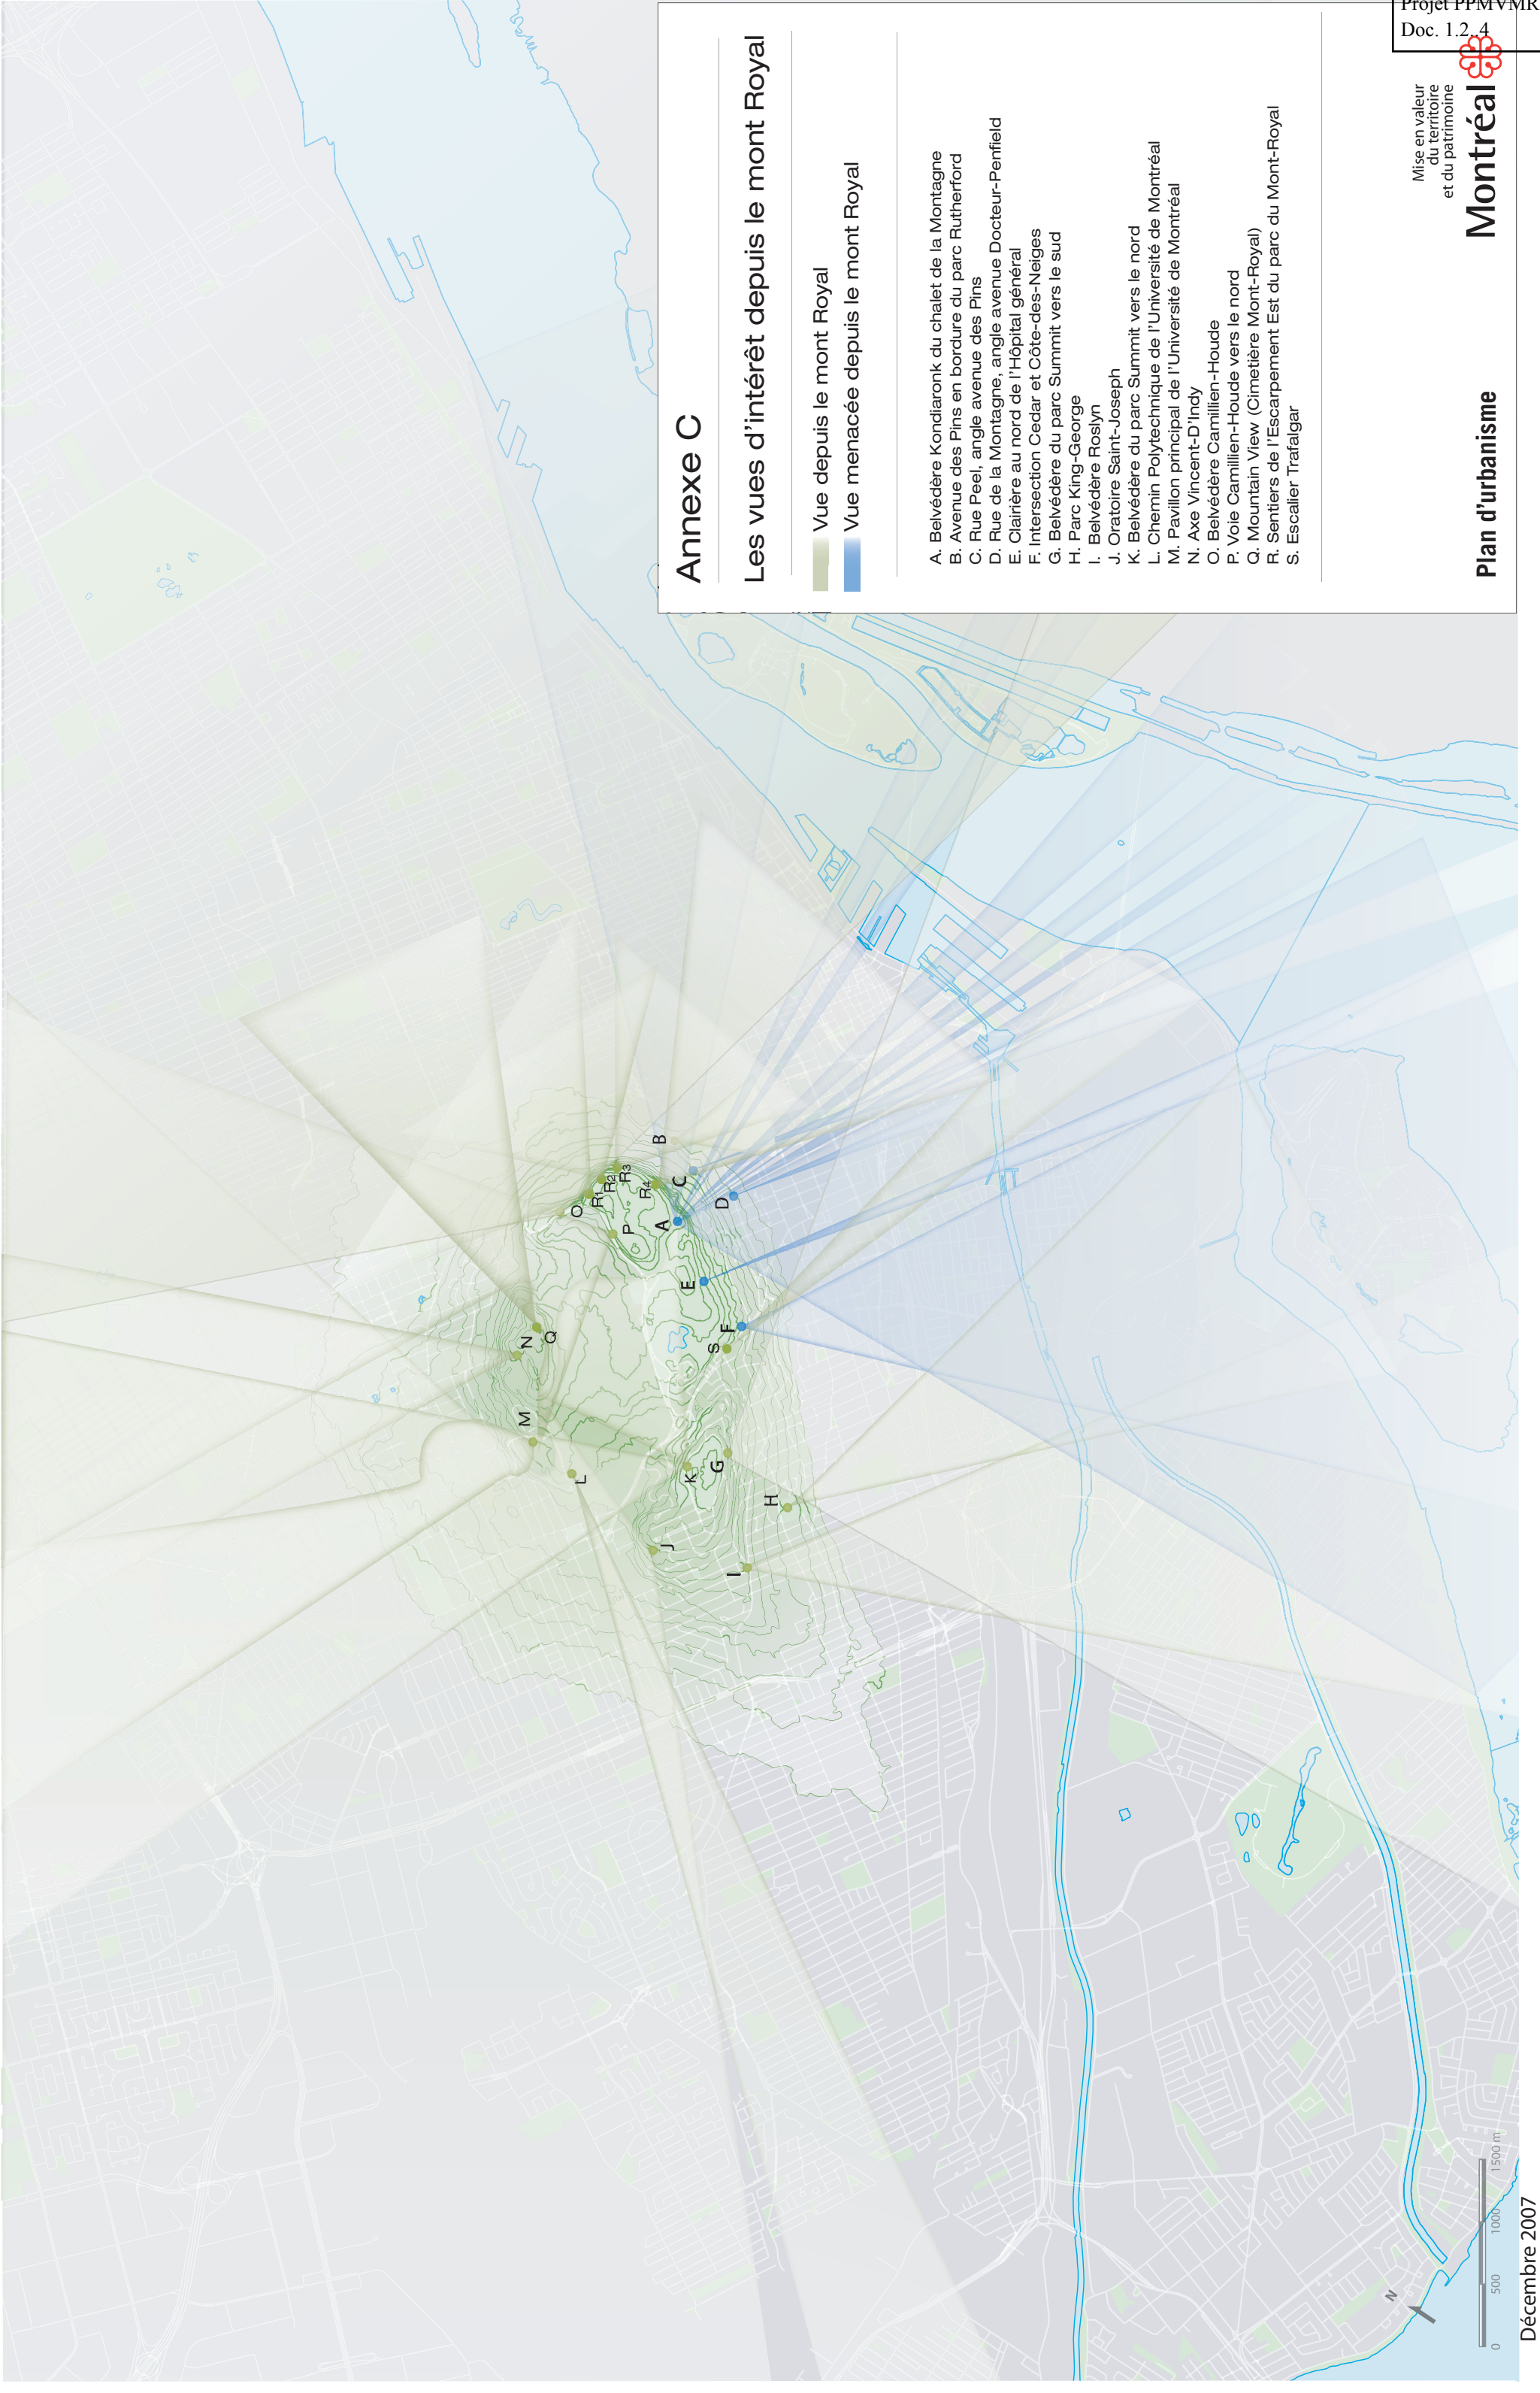 Projet PPMVMR
Doc. 1.2..4
Annexe C
Les vues d'intérêt depuis le mont Royal
Vue depuis le mont Royal
Vue menacée depuis le mont Royal
A. Belvédère Kondiaronk du chalet de la Montagne
B. Avenue des Pins en bordure du parc Rutherford
C. Rue Peel, angle avenue des Pins
D. Rue de la Montagne, angle avenue Docteur-Penfield
E. Clairière au nord de l'Hôpital général
F. Intersection Cedar et Côte-des-Neiges
G. Belvédère du parc Summit vers le sud
H. Parc King-George
I. Belvédère Roslyn
J. Oratoire Saint-Joseph
K. Belvédère du parc Summit vers le nord
L. Chemin Polytechnique de l'Université de Montréal
M. Pavillon principal de l'Université de Montréal
N. Axe Vincent-D'Indy
O. Belvédère Camillien-Houde
P. Voie Camillien-Houde vers le nord
Q. Mountain View (Cimetière Mont-Royal)
R. Sentiers de l'Escarpement Est du parc du Mont-Royal
S. Escalier Trafalgar
Plan d'urbanisme
Mise en valeur
du territoire
et du patrimoine
Montréal
B
C
D
A
R3
R2
R1
R4
O
P
E
F
S
N
Q
M
L
K
G
H
J
I
N
0 500 1000 1500 m
Décembre 2007